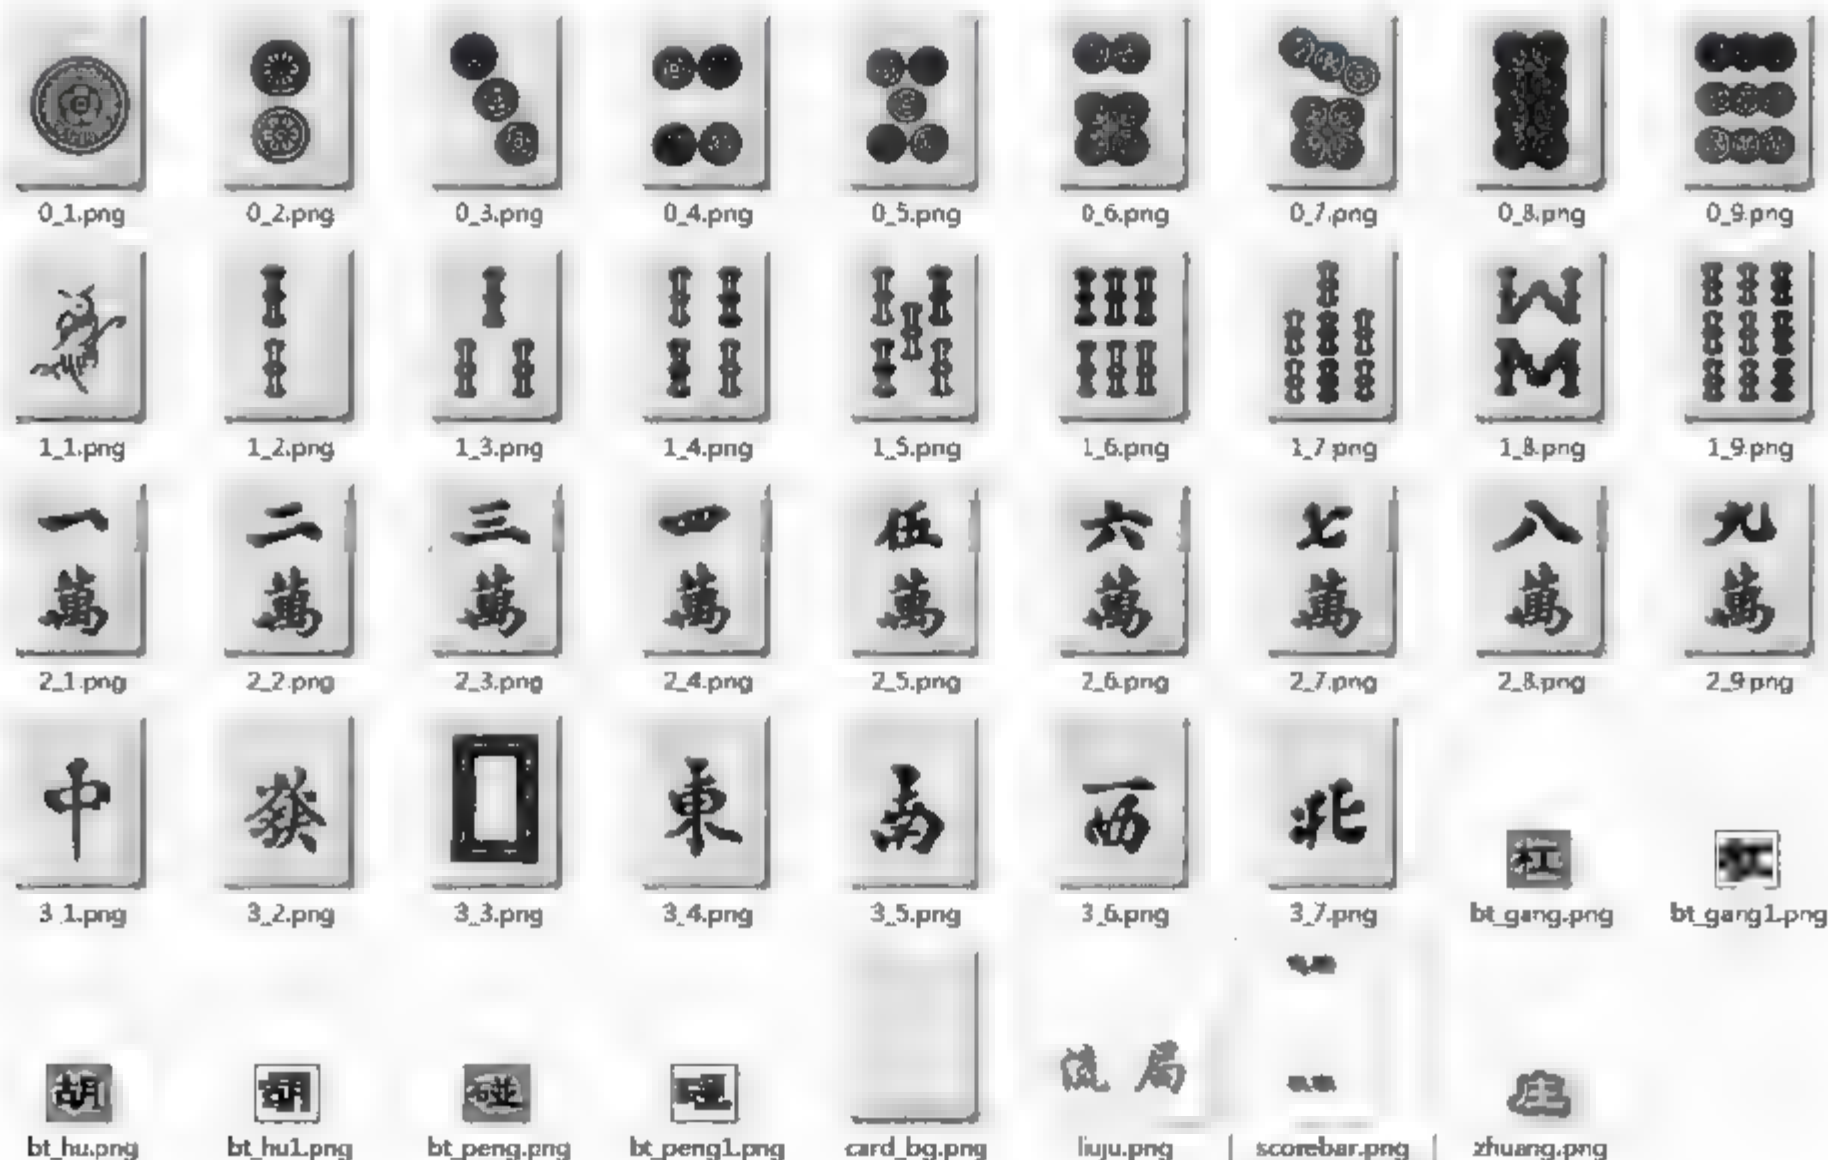 0_1.png 0_2.png 0_3.png 0_4.png 0_5.png 0_6.png 0_7.png 0_8.png 0_9.png
1_1.png 1_2.png 1_3.png 1_4.png 1_5.png 1_6.png 1_7.png 1_8.png 1_9.png
一 二 三 四 伍 六 七 八 九
萬 萬 萬 萬 萬 萬 萬 萬 萬
2_1.png 2_2.png 2_3.png 2_4.png 2_5.png 2_6.png 2_7.png 2_8.png 2_9.png
中 發 東 南 西 北 杠
3_1.png 3_2.png 3_3.png 3_4.png 3_5.png 3_6.png 3_7.png bt_gang.png bt_gang1.png
胡 胡 碰 流 局 庄
bt_hu.png bt_hu1.png bt_peng.png bt_peng1.png card_bg.png liuju.png scorebar.png zhuang.png